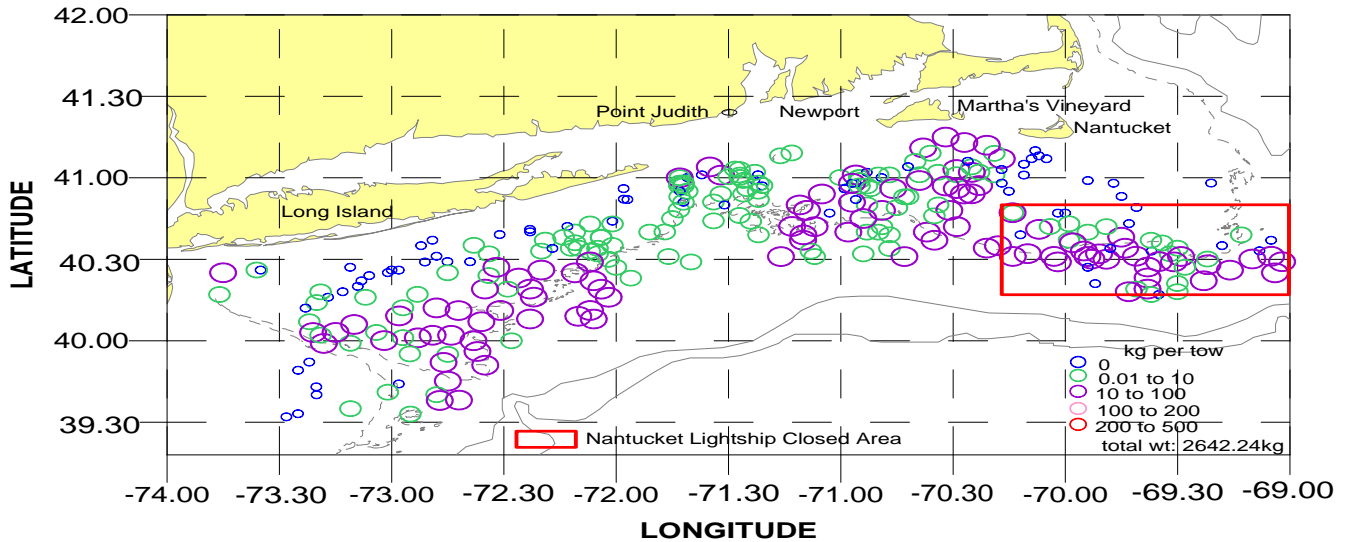 42.00
41.30
Point Judith
Newport
Martha's Vineyard
Nantucket
41.00
LATITUDE
Long Island
40.30
40.00
kg per tow
0
0.01 to 10
10 to 100
100 to 200
200 to 500
39.30
Nantucket Lightship Closed Area
total wt: 2642.24kg
-74.00 -73.30 -73.00 -72.30 -72.00 -71.30 -71.00 -70.30 -70.00 -69.30 -69.00
LONGITUDE